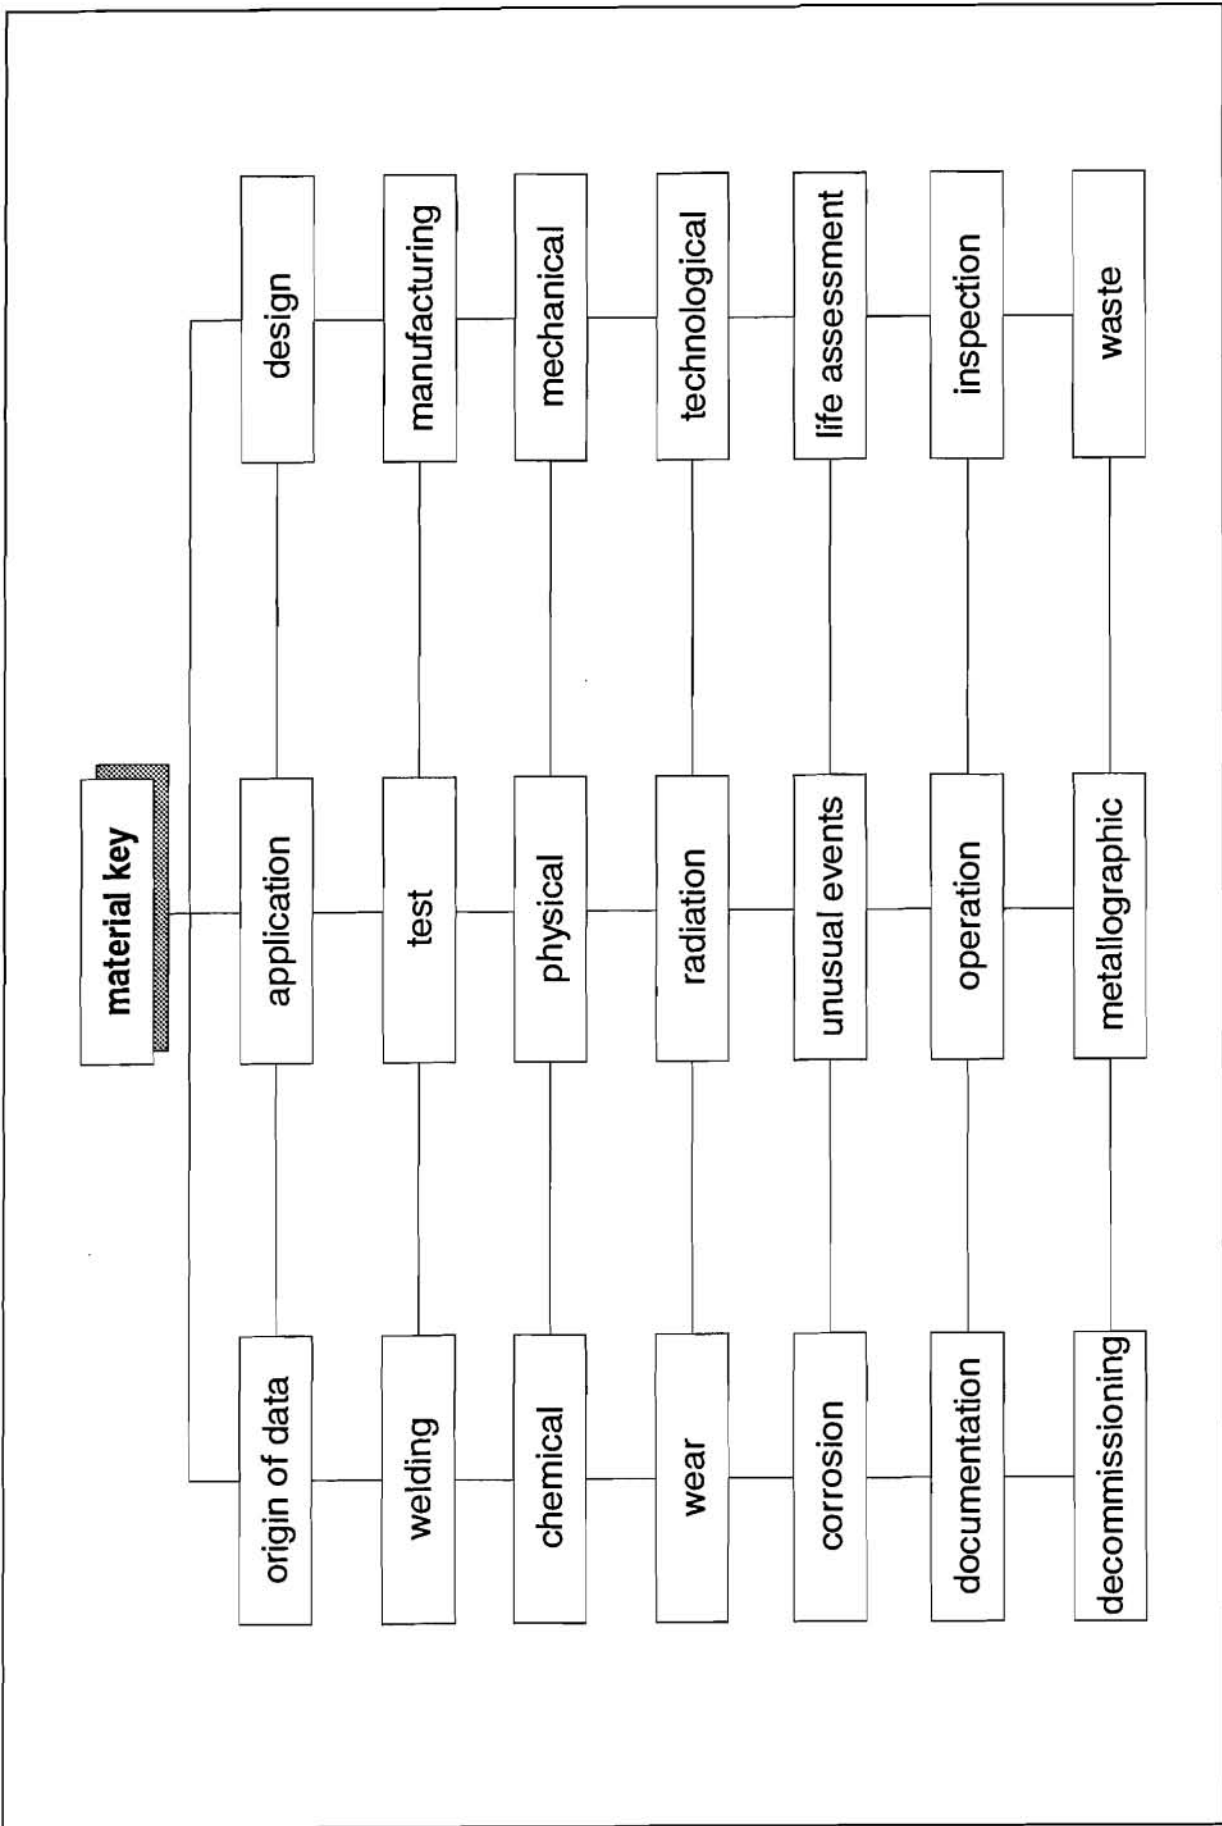 material key
origin of data
application
design
welding
test
manufacturing
chemical
physical
mechanical
wear
radiation
technological
corrosion
unusual events
life assessment
documentation
operation
inspection
decommissioning
metallographic
waste